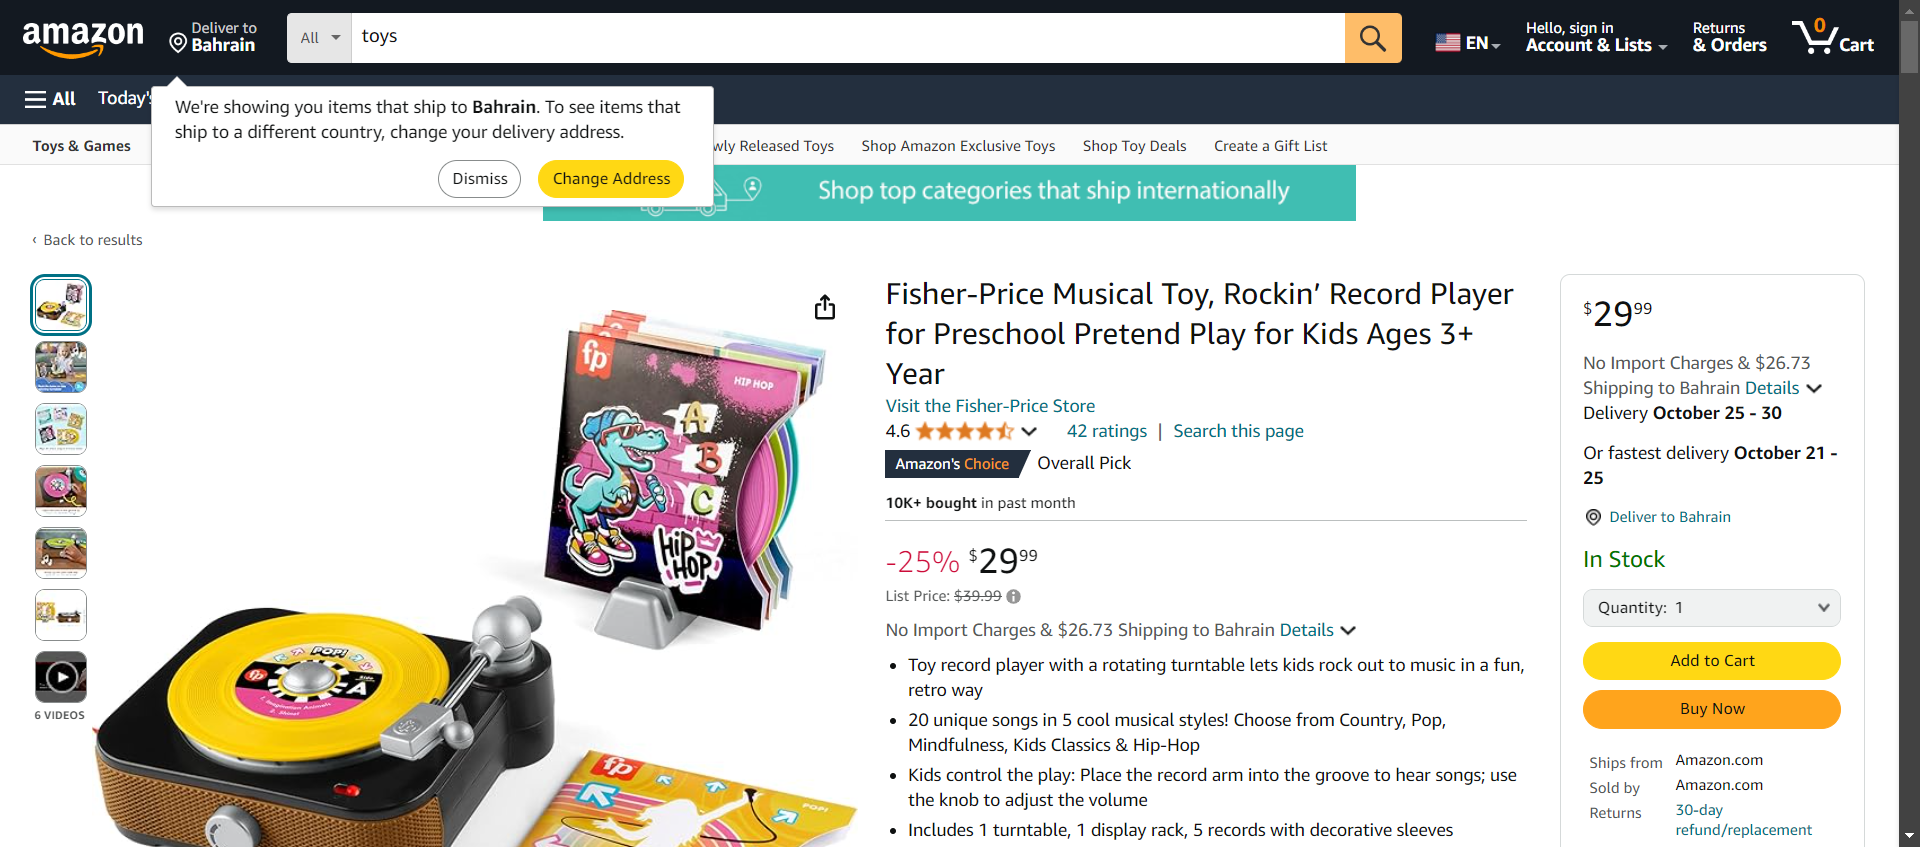 amazon
Deliver to
Bahrain
All
toys
EN
Hello, sign in
Account & Lists
Returns
& Orders
0
Cart
All
Today's
We're showing you items that ship to Bahrain. To see items that
ship to a different country, change your delivery address.
Dismiss
Change Address
Toys & Games
wly Released Toys
Shop Amazon Exclusive Toys
Shop Toy Deals
Create a Gift List
Shop top categories that ship internationally
‹ Back to results
6 VIDEOS
fp
HIP HOP
A
B
C
HIP
HOP
POP!
fp
Side
A
1. Imagination Animals
2. Shine!
fp
POP!
Fisher-Price Musical Toy, Rockin’ Record Player
for Preschool Pretend Play for Kids Ages 3+
Year
Visit the Fisher-Price Store
4.6
42 ratings | Search this page
Amazon's Choice
Overall Pick
10K+ bought in past month
-25% $29 99
List Price: $39.99
No Import Charges & $26.73 Shipping to Bahrain Details
• Toy record player with a rotating turntable lets kids rock out to music in a fun,
retro way
• 20 unique songs in 5 cool musical styles! Choose from Country, Pop,
Mindfulness, Kids Classics & Hip-Hop
• Kids control the play: Place the record arm into the groove to hear songs; use
the knob to adjust the volume
• Includes 1 turntable, 1 display rack, 5 records with decorative sleeves
$29 99
No Import Charges & $26.73
Shipping to Bahrain Details
Delivery October 25 - 30
Or fastest delivery October 21 -
25
Deliver to Bahrain
In Stock
Quantity: 1
Add to Cart
Buy Now
Ships from Amazon.com
Sold by Amazon.com
Returns 30-day
refund/replacement